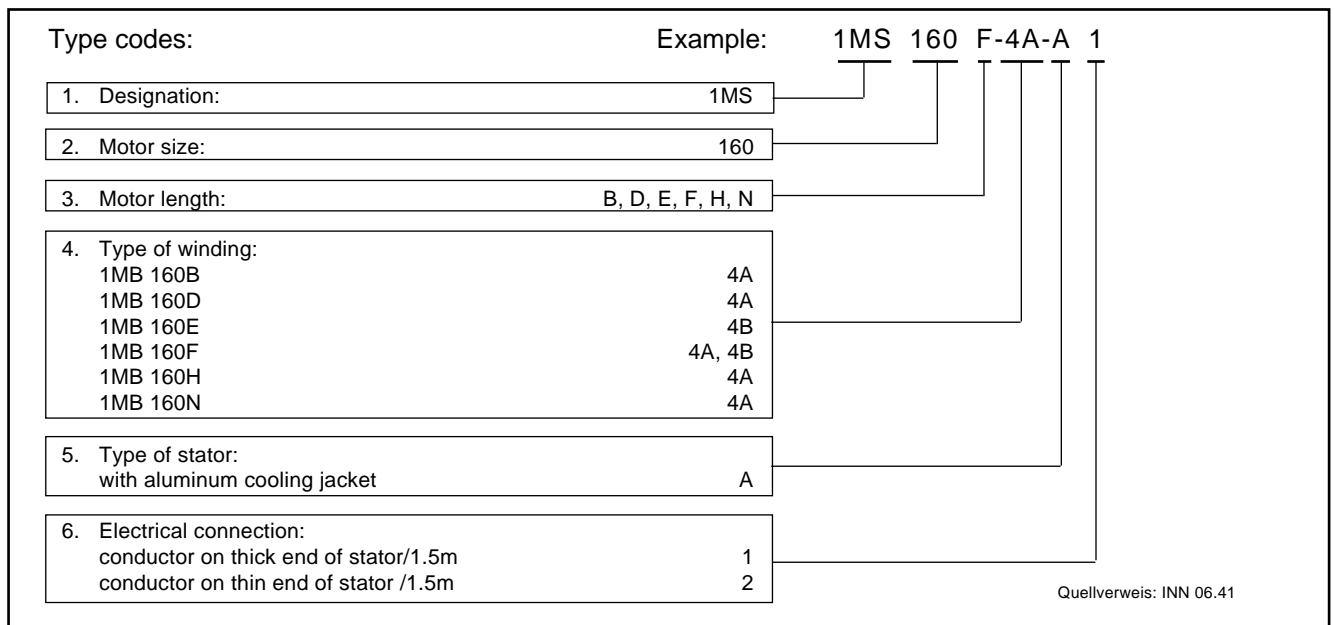 Type codes: Example: 1MS 160 F-4A-A 1
1. Designation: 1MS
2. Motor size: 160
3. Motor length: B, D, E, F, H, N
4. Type of winding:
1MB 160B 4A
1MB 160D 4A
1MB 160E 4B
1MB 160F 4A, 4B
1MB 160H 4A
1MB 160N 4A
5. Type of stator:
with aluminum cooling jacket A
6. Electrical connection:
conductor on thick end of stator/1.5m 1
conductor on thin end of stator /1.5m 2
Quellverweis: INN 06.41